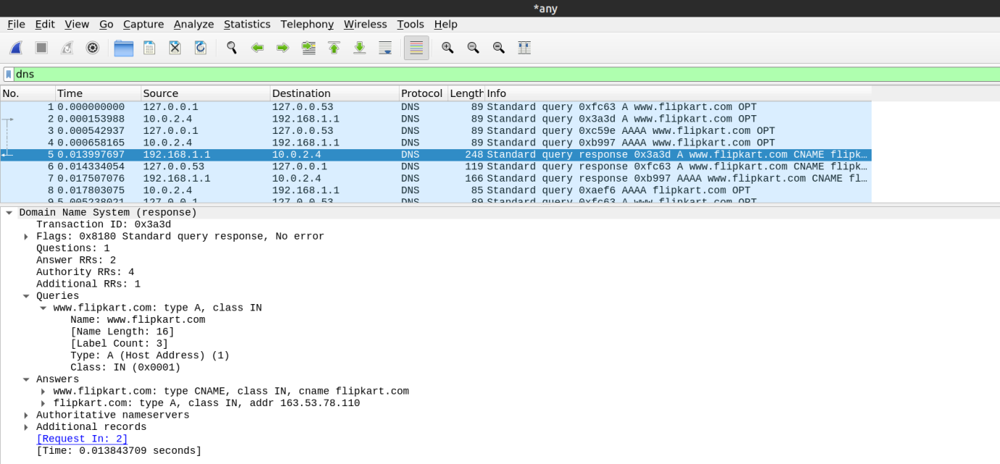 *any
File Edit View Go Capture Analyze Statistics Telephony Wireless Tools Help
dns
No. Time Source Destination Protocol Length Info
1 0.000000000 127.0.0.1 127.0.0.53 DNS 89 Standard query 0xfc63 A www.flipkart.com OPT
2 0.000153988 10.0.2.4 192.168.1.1 DNS 89 Standard query 0x3a3d A www.flipkart.com OPT
3 0.000542937 127.0.0.1 127.0.0.53 DNS 89 Standard query 0xc59e AAAA www.flipkart.com OPT
4 0.000658165 10.0.2.4 192.168.1.1 DNS 89 Standard query 0xb997 AAAA www.flipkart.com OPT
5 0.013997697 192.168.1.1 10.0.2.4 DNS 248 Standard query response 0x3a3d A www.flipkart.com CNAME flipk…
6 0.014334054 127.0.0.53 127.0.0.1 DNS 119 Standard query response 0xfc63 A www.flipkart.com CNAME flipk…
7 0.017507076 192.168.1.1 10.0.2.4 DNS 166 Standard query response 0xb997 AAAA www.flipkart.com CNAME fl…
8 0.017803075 10.0.2.4 192.168.1.1 DNS 85 Standard query 0xaef6 AAAA flipkart.com OPT
9 5.005238021 127.0.0.1 127.0.0.53 DNS 89 Standard query 0xfc63 A www.flipkart.com OPT
Domain Name System (response)
Transaction ID: 0x3a3d
Flags: 0x8180 Standard query response, No error
Questions: 1
Answer RRs: 2
Authority RRs: 4
Additional RRs: 1
Queries
www.flipkart.com: type A, class IN
Name: www.flipkart.com
[Name Length: 16]
[Label Count: 3]
Type: A (Host Address) (1)
Class: IN (0x0001)
Answers
www.flipkart.com: type CNAME, class IN, cname flipkart.com
flipkart.com: type A, class IN, addr 163.53.78.110
Authoritative nameservers
Additional records
[Request In: 2]
[Time: 0.013843709 seconds]